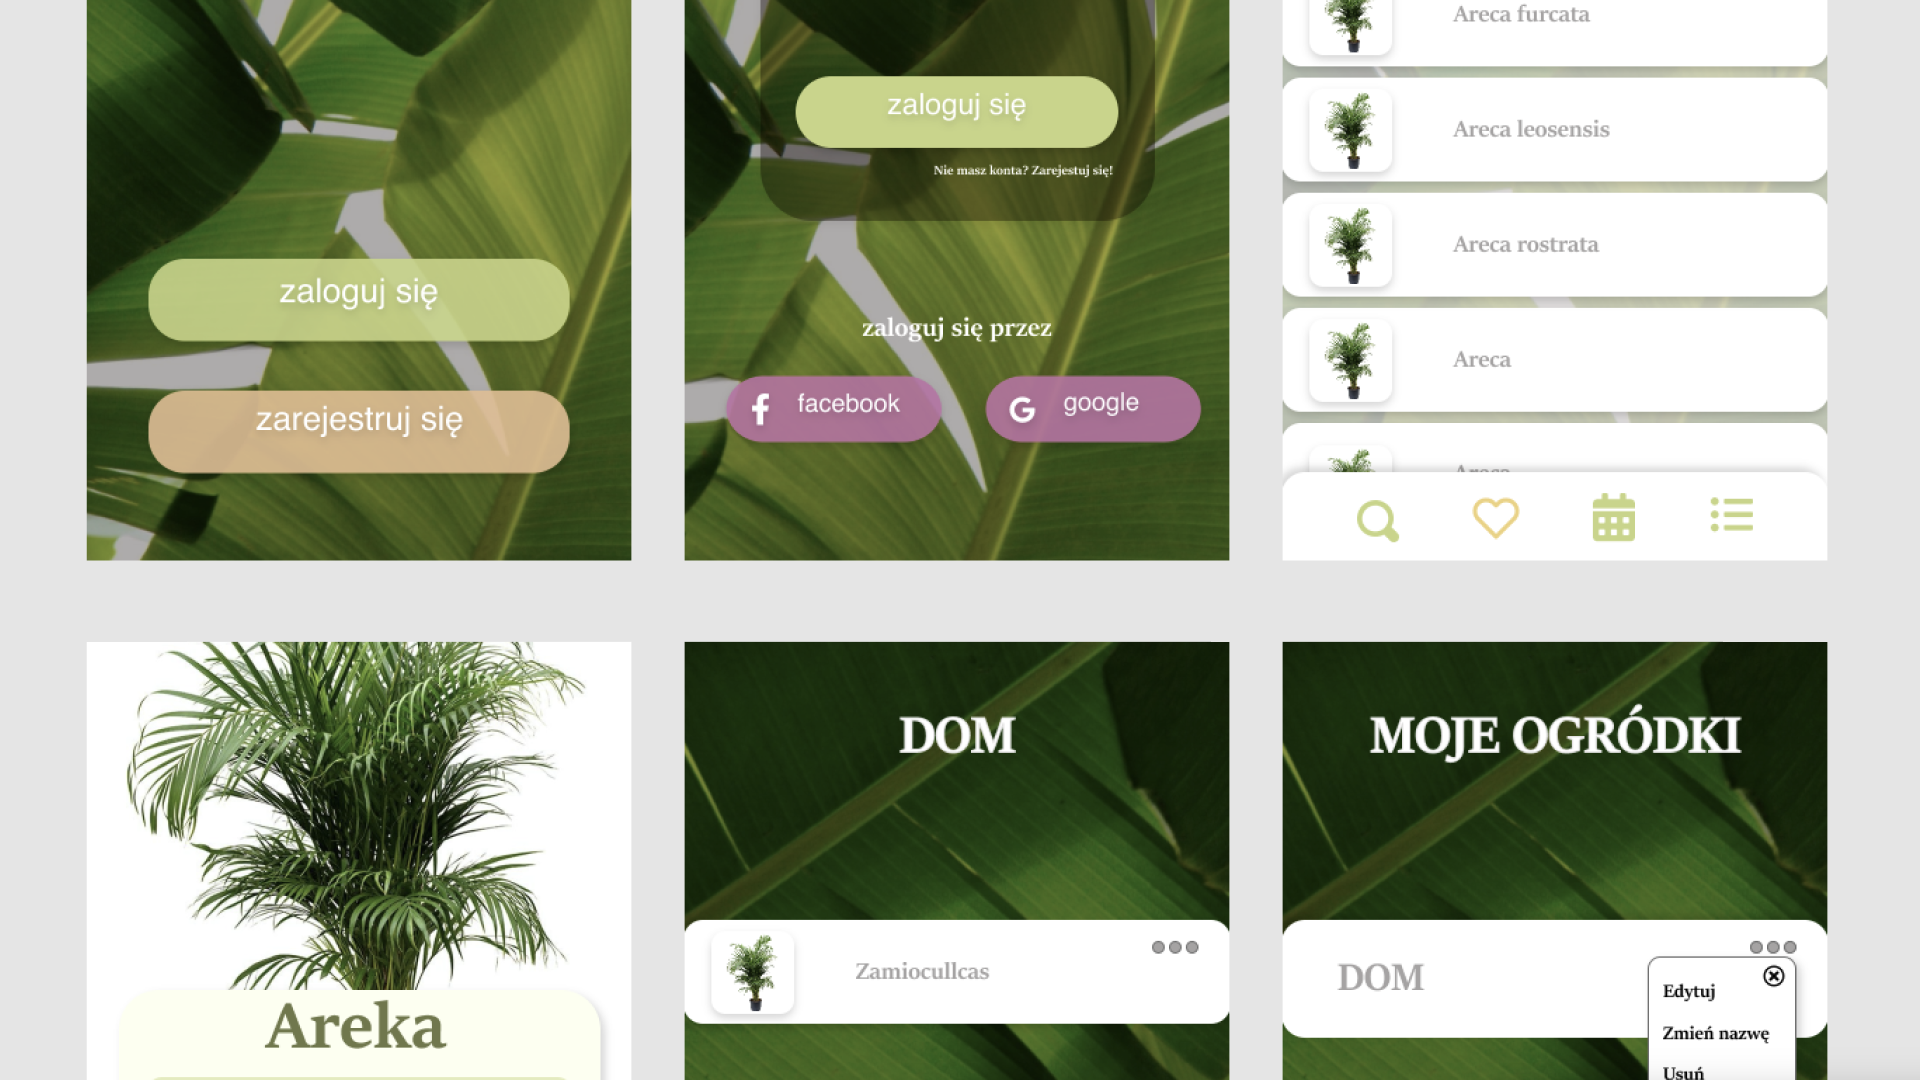 zaloguj się
zarejestruj się
zaloguj się
Nie masz konta? Zarejestuj się!
zaloguj się przez
facebook
google
Areca furcata
Areca leosensis
Areca rostrata
Areca
Areca
Areka
DOM
Zamiocullcas
MOJE OGRÓDKI
DOM
Edytuj
Zmień nazwę
Usuń